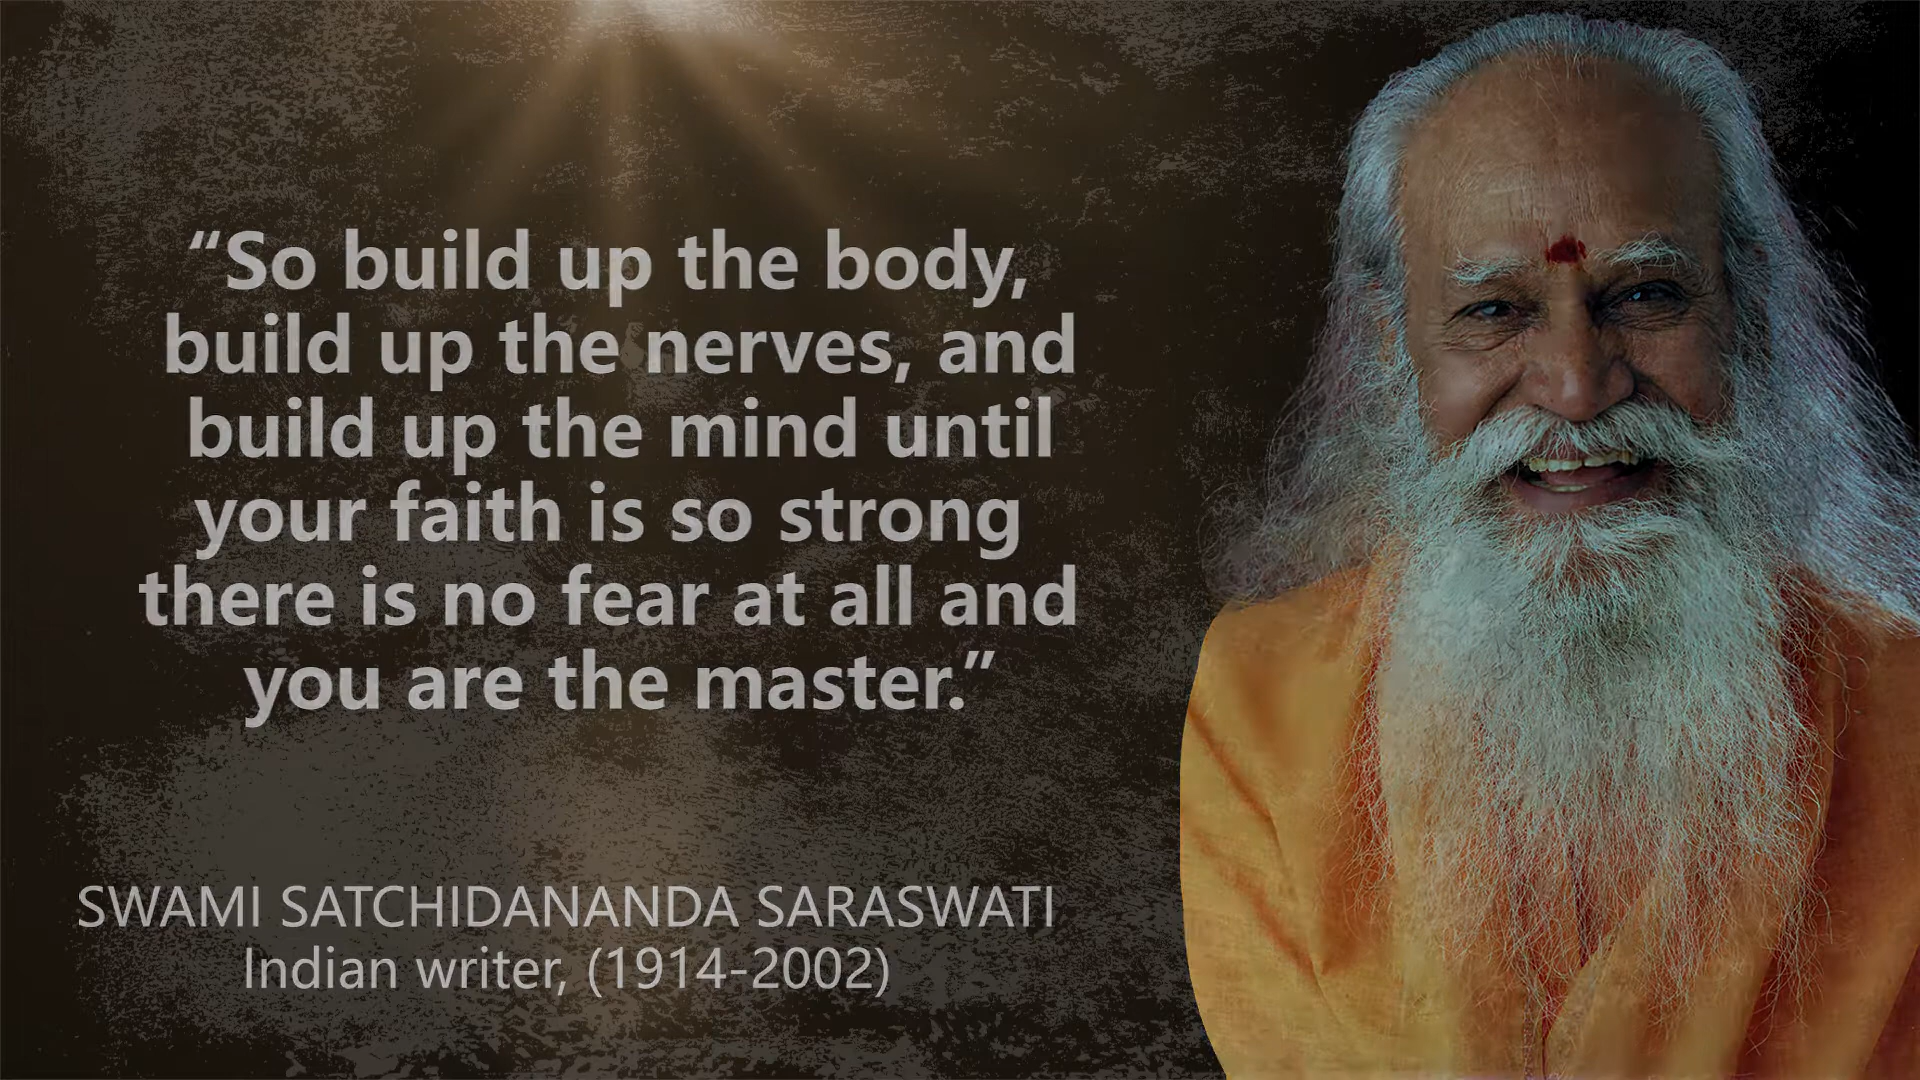 “So build up the body,
build up the nerves, and
build up the mind until
your faith is so strong
there is no fear at all and
you are the master.”
SWAMI SATCHIDANANDA SARASWATI
Indian writer, (1914-2002)